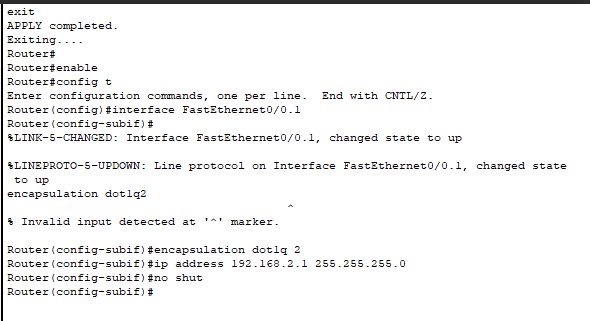 exit
APPLY completed.
Exiting....
Router#
Router#enable
Router#config t
Enter configuration commands, one per line.  End with CNTL/Z.
Router(config)#interface FastEthernet0/0.1
Router(config-subif)#
%LINK-5-CHANGED: Interface FastEthernet0/0.1, changed state to up
%LINEPROTO-5-UPDOWN: Line protocol on Interface FastEthernet0/0.1, changed state
 to up
encapsulation dot1q2
^
% Invalid input detected at '^' marker.
Router(config-subif)#encapsulation dot1q 2
Router(config-subif)#ip address 192.168.2.1 255.255.255.0
Router(config-subif)#no shut
Router(config-subif)#